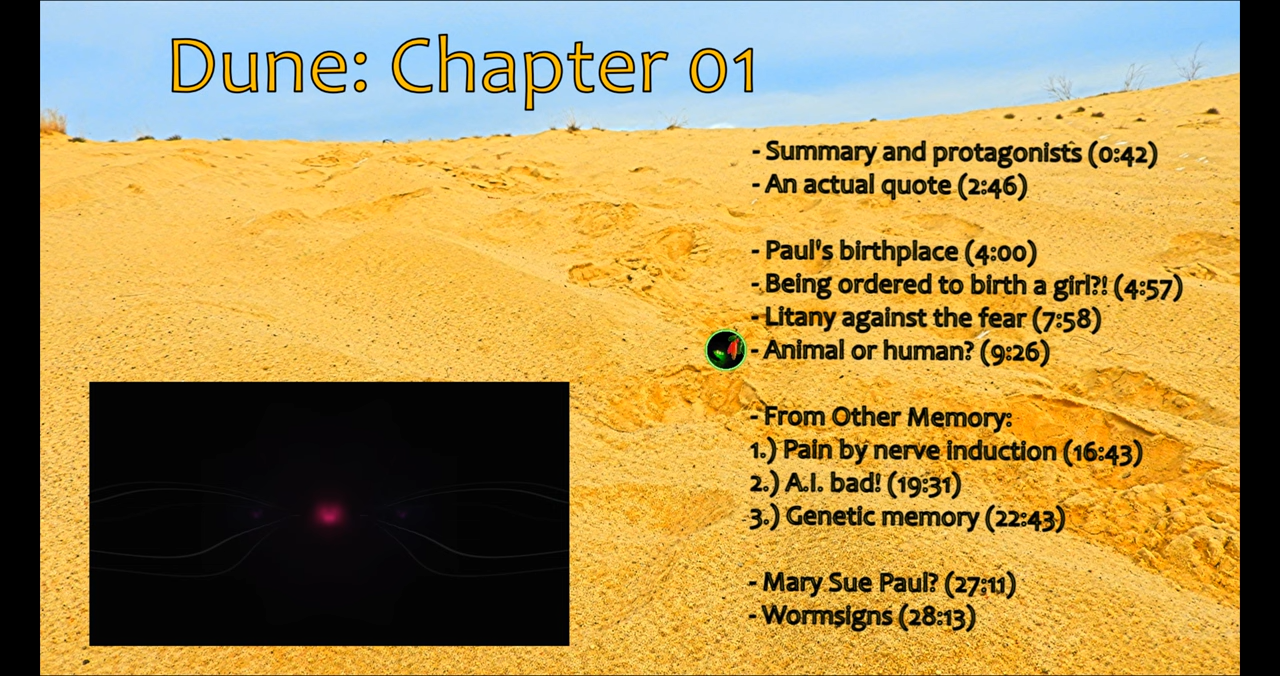 Dune: Chapter 01
- Summary and protagonists (0:42)
- An actual quote (2:46)
- Paul's birthplace (4:00)
- Being ordered to birth a girl?! (4:57)
- Litany against the fear (7:58)
- Animal or human? (9:26)
- From Other Memory:
1.) Pain by nerve induction (16:43)
2.) A.I. bad! (19:31)
3.) Genetic memory (22:43)
- Mary Sue Paul? (27:11)
- Wormsigns (28:13)